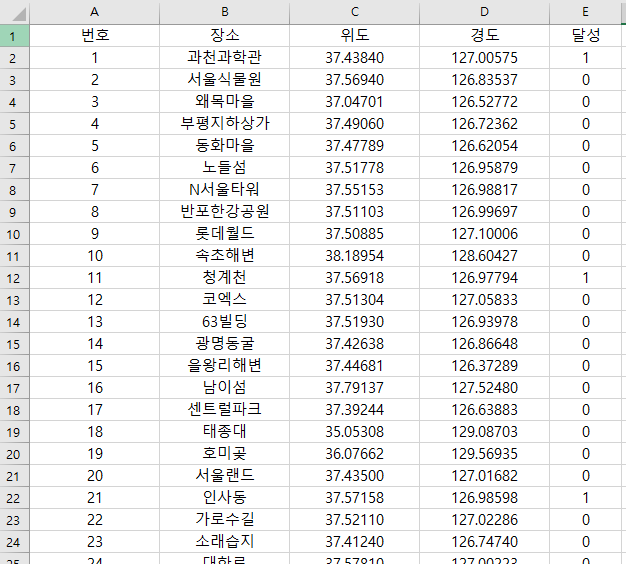 A B C D E
1 번호 장소 위도 경도 달성
2 1 과천과학관 37.43840 127.00575 1
3 2 서울식물원 37.56940 126.83537 0
4 3 왜목마을 37.04701 126.52772 0
5 4 부평지하상가 37.49060 126.72362 0
6 5 동화마을 37.47789 126.62054 0
7 6 노들섬 37.51778 126.95879 0
8 7 N서울타워 37.55153 126.98817 0
9 8 반포한강공원 37.51103 126.99697 0
10 9 롯데월드 37.50885 127.10006 0
11 10 속초해변 38.18954 128.60427 0
12 11 청계천 37.56918 126.97794 1
13 12 코엑스 37.51304 127.05833 0
14 13 63빌딩 37.51930 126.93978 0
15 14 광명동굴 37.42638 126.86648 0
16 15 을왕리해변 37.44681 126.37289 0
17 16 남이섬 37.79137 127.52480 0
18 17 센트럴파크 37.39244 126.63883 0
19 18 태종대 35.05308 129.08703 0
20 19 호미곶 36.07662 129.56935 0
21 20 서울랜드 37.43500 127.01682 0
22 21 인사동 37.57158 126.98598 1
23 22 가로수길 37.52110 127.02286 0
24 23 소래습지 37.41240 126.74740 0
25 24 대학로 37.57810 127.00223 0